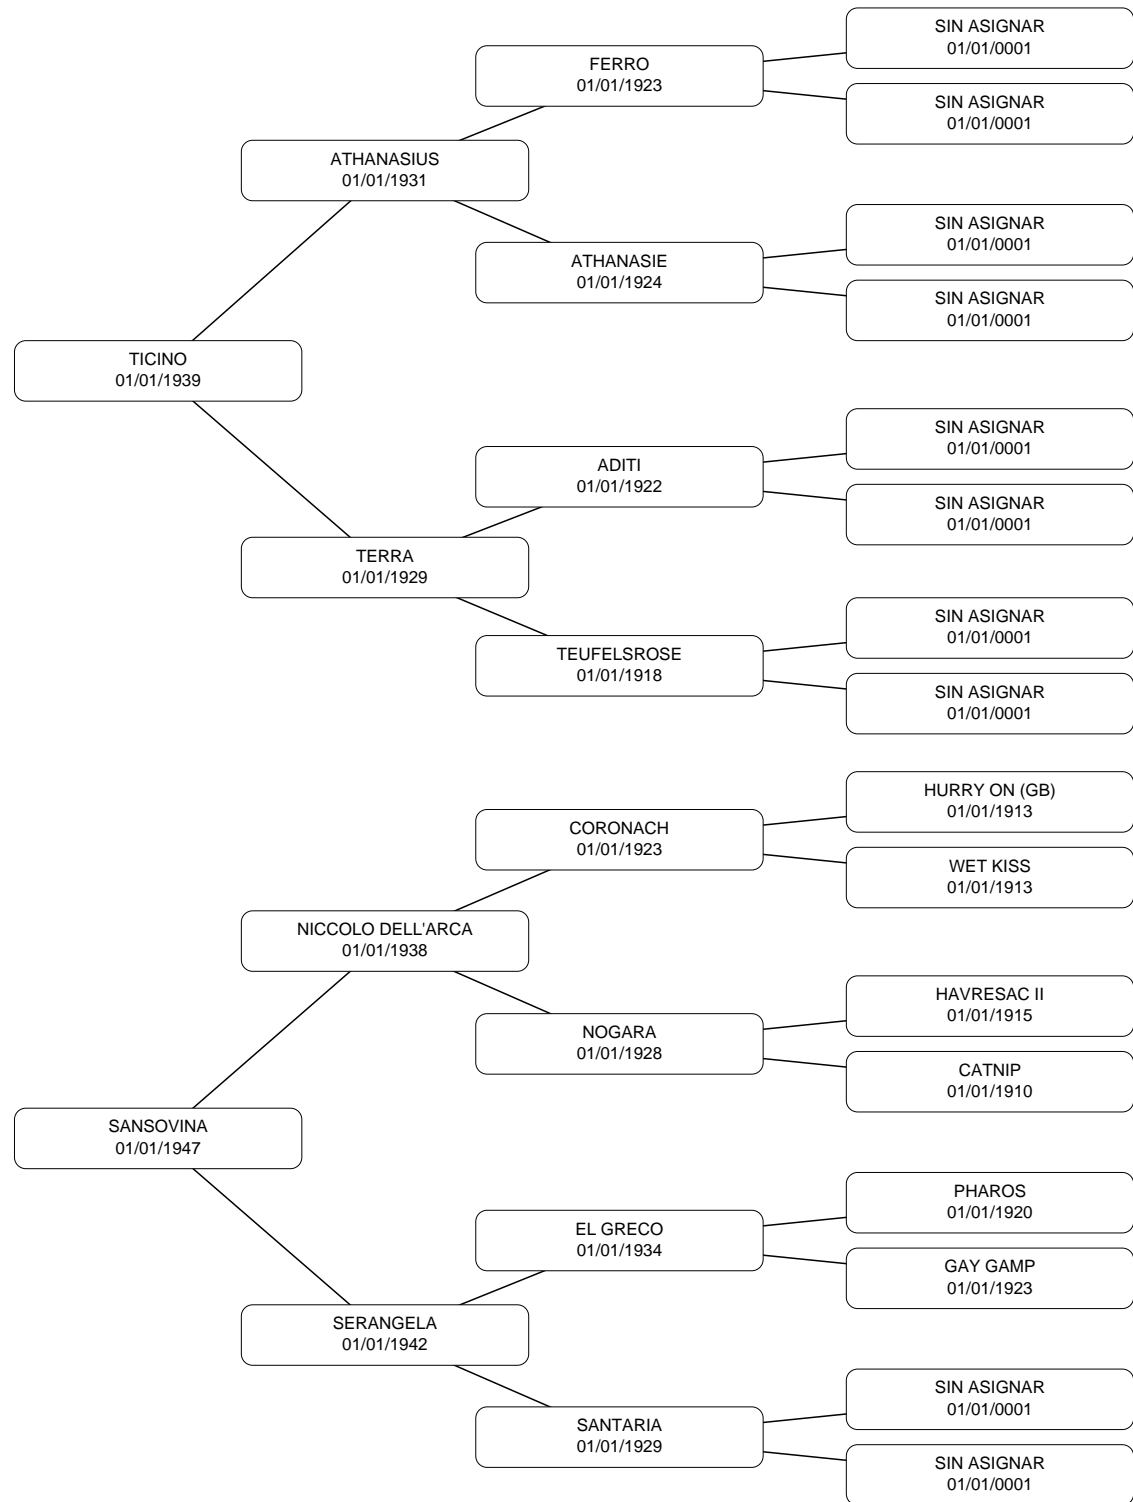 SIN ASIGNAR
01/01/0001
FERRO
01/01/1923
SIN ASIGNAR
01/01/0001
ATHANASIUS
01/01/1931
SIN ASIGNAR
01/01/0001
ATHANASIE
01/01/1924
SIN ASIGNAR
01/01/0001
TICINO
01/01/1939
SIN ASIGNAR
01/01/0001
ADITI
01/01/1922
SIN ASIGNAR
01/01/0001
TERRA
01/01/1929
SIN ASIGNAR
01/01/0001
TEUFELSROSE
01/01/1918
SIN ASIGNAR
01/01/0001
HURRY ON (GB)
01/01/1913
CORONACH
01/01/1923
WET KISS
01/01/1913
NICCOLO DELL'ARCA
01/01/1938
HAVRESAC II
01/01/1915
NOGARA
01/01/1928
CATNIP
01/01/1910
SANSOVINA
01/01/1947
PHAROS
01/01/1920
EL GRECO
01/01/1934
GAY GAMP
01/01/1923
SERANGELA
01/01/1942
SIN ASIGNAR
01/01/0001
SANTARIA
01/01/1929
SIN ASIGNAR
01/01/0001